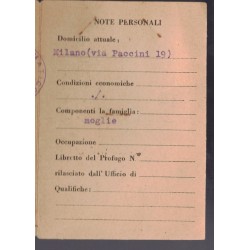 NOTE PERSONALI
Domicilio attuale:
Milano(via Paccini 19)
Condizioni economiche
./.
Componenti la famiglia:
moglie
Occupazione
Libretto del Profugo N°
rilasciato dall'Ufficio di
Qualifiche: